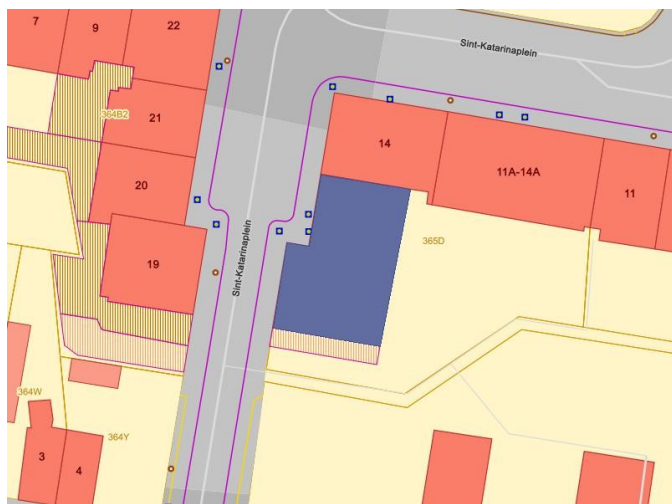 7
9
22
Sint-Katarinaplein
364B2
21
14
11A-14A
11
20
365D
19
Sint-Katarinaplein
364W
364Y
3
4